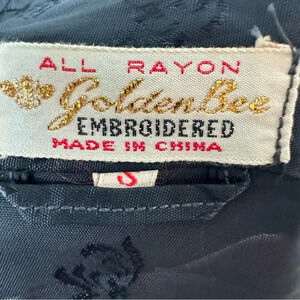 ALL RAYON
Golden Bee
EMBROIDERED
MADE IN CHINA
S